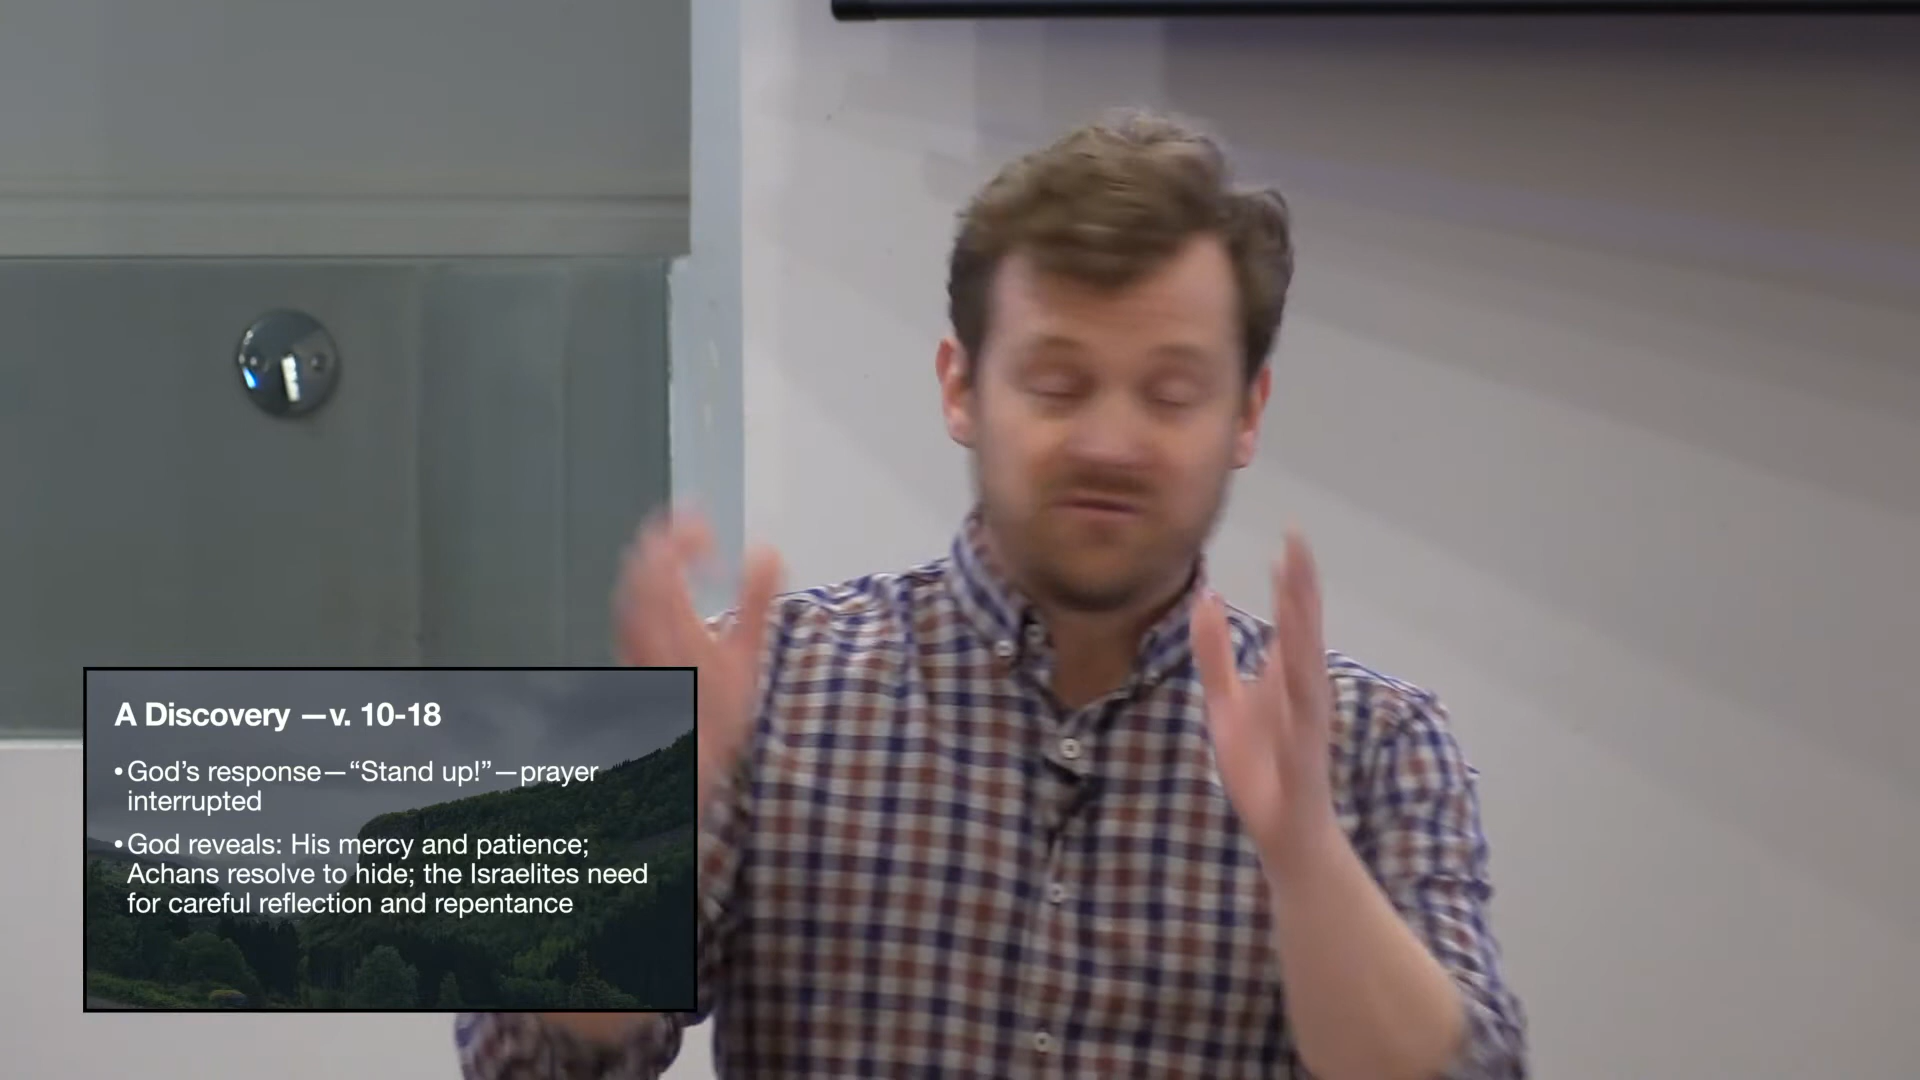 A Discovery —v. 10-18
•God’s response—“Stand up!”—prayer
interrupted
•God reveals: His mercy and patience;
Achans resolve to hide; the Israelites need
for careful reflection and repentance